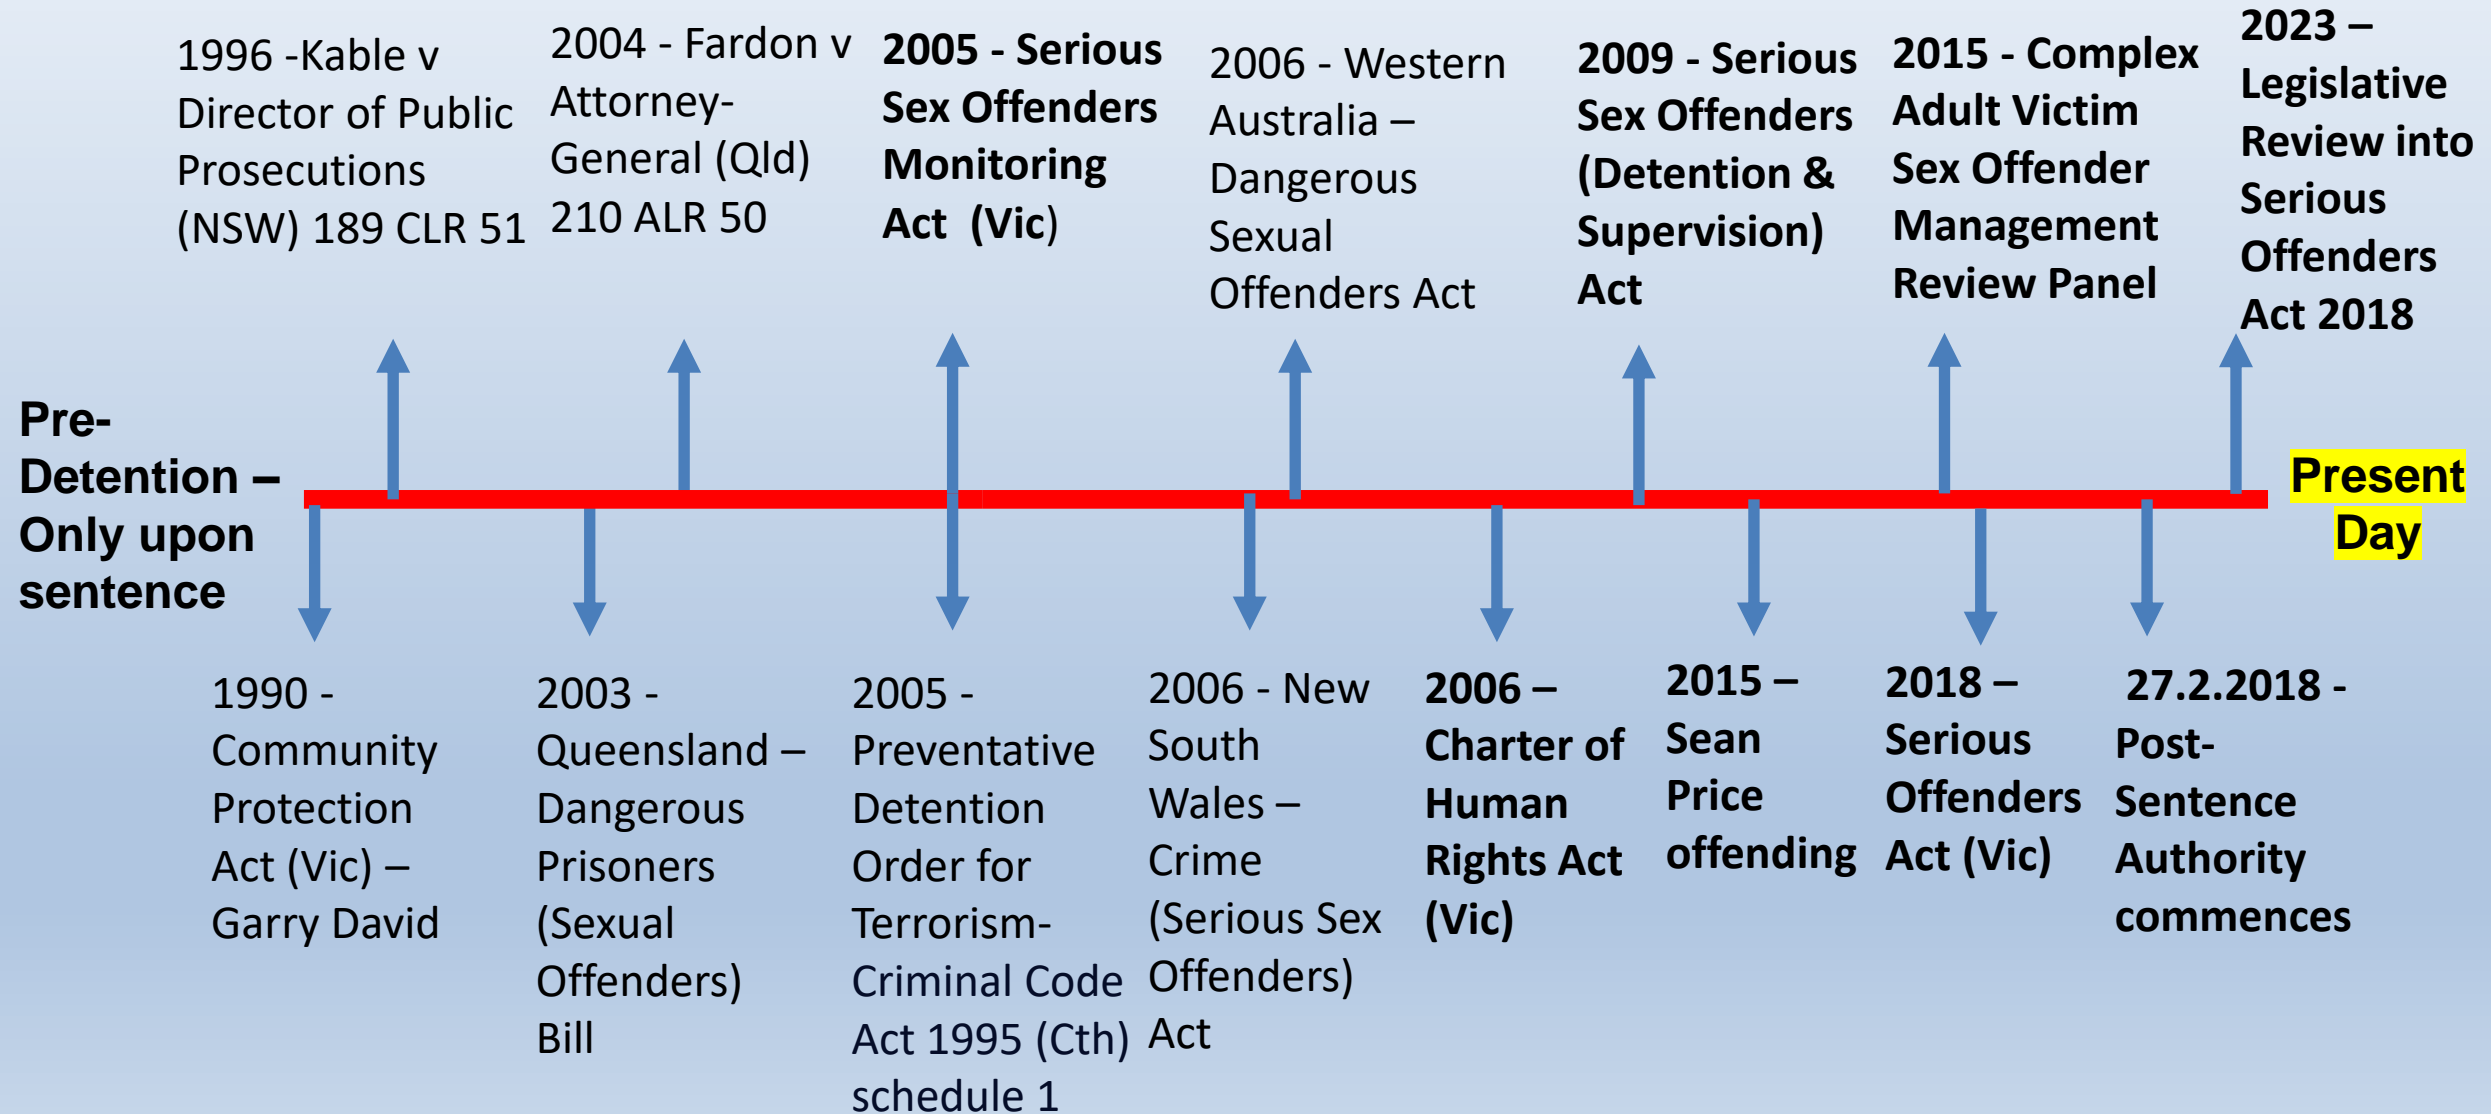 1996 -Kable v
Director of Public
Prosecutions
(NSW) 189 CLR 51
2004 - Fardon v
Attorney-
General (Qld)
210 ALR 50
2005 - Serious
Sex Offenders
Monitoring
Act  (Vic)
2006 - Western
Australia –
Dangerous
Sexual
Offenders Act
2009 - Serious
Sex Offenders
(Detention &
Supervision)
Act
2015 - Complex
Adult Victim
Sex Offender
Management
Review Panel
2023 –
Legislative
Review into
Serious
Offenders
Act 2018
Pre-
Detention –
Only upon
sentence
Present
Day
1990 -
Community
Protection
Act (Vic) –
Garry David
2003 -
Queensland –
Dangerous
Prisoners
(Sexual
Offenders)
Bill
2005 -
Preventative
Detention
Order for
Terrorism-
Criminal Code
Act 1995 (Cth)
schedule 1
2006 - New
South
Wales –
Crime
(Serious Sex
Offenders)
Act
2006 –
Charter of
Human
Rights Act
(Vic)
2015 –
Sean
Price
offending
2018 –
Serious
Offenders
Act (Vic)
27.2.2018 -
Post-
Sentence
Authority
commences